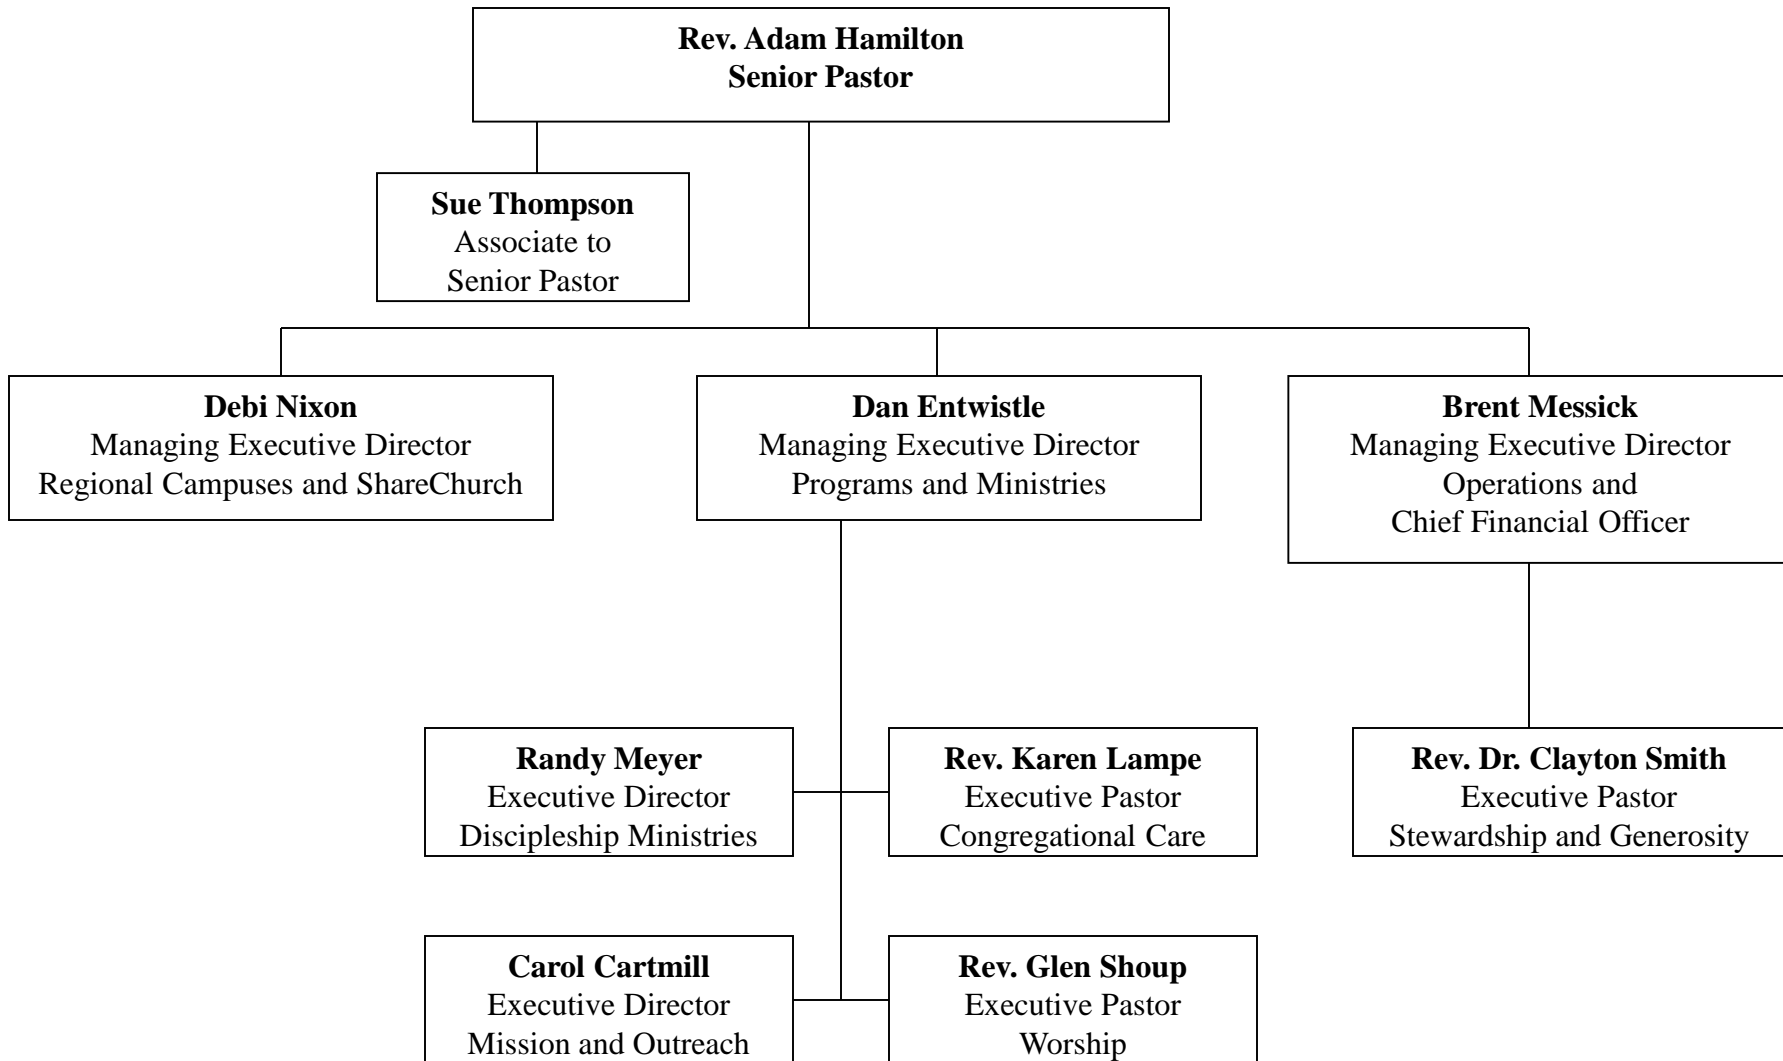 Rev. Adam Hamilton
Senior Pastor
Sue Thompson
Associate to
Senior Pastor
Debi Nixon
Managing Executive Director
Regional Campuses and ShareChurch
Dan Entwistle
Managing Executive Director
Programs and Ministries
Brent Messick
Managing Executive Director
Operations and
Chief Financial Officer
Randy Meyer
Executive Director
Discipleship Ministries
Rev. Karen Lampe
Executive Pastor
Congregational Care
Rev. Dr. Clayton Smith
Executive Pastor
Stewardship and Generosity
Carol Cartmill
Executive Director
Mission and Outreach
Rev. Glen Shoup
Executive Pastor
Worship